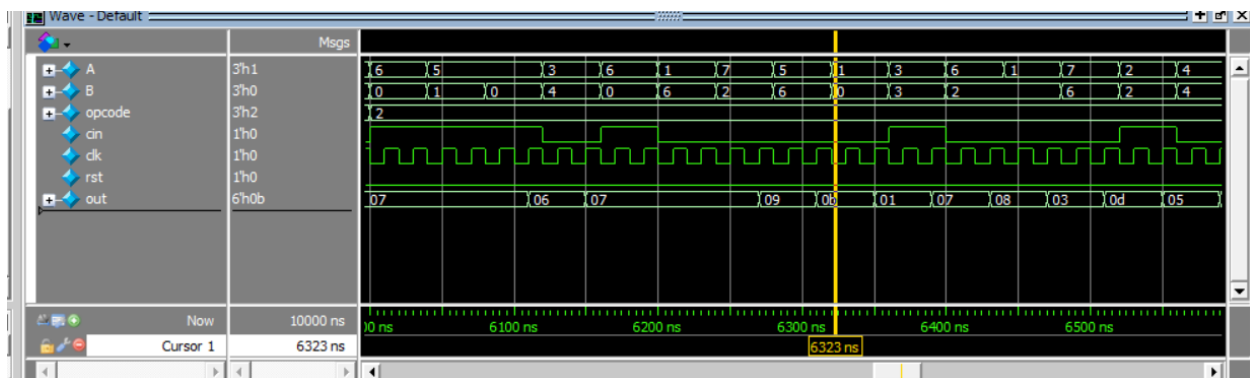 Wave - Default
Msgs
A 3'h1 6 5 3 6 1 7 5 1 3 6 1 7 2 4
B 3'h0 0 1 0 4 0 6 2 6 0 3 2 6 2 4
opcode 3'h2 2
cin 1'h0
clk 1'h0
rst 1'h0
out 6'h0b 07 06 07 09 0b 01 07 08 03 0d 05
Now 10000 ns 00 ns 6100 ns 6200 ns 6300 ns 6400 ns 6500 ns
Cursor 1 6323 ns 6323 ns